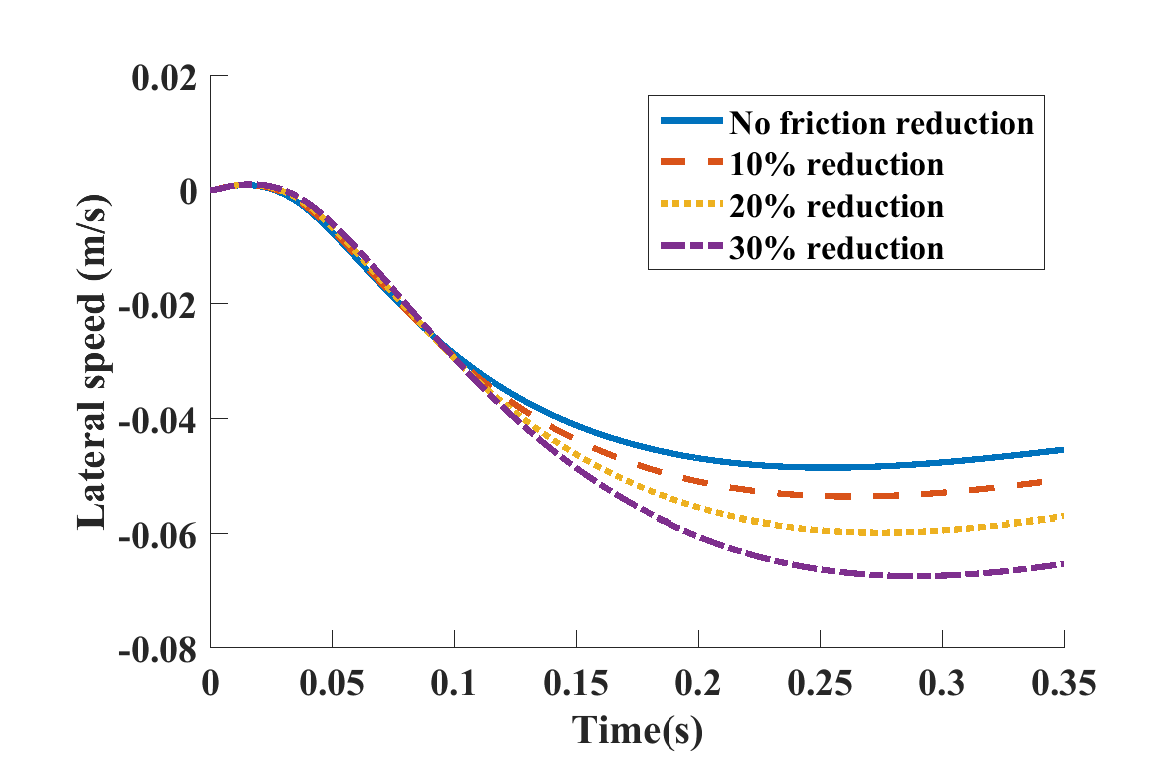 0.02
0
-0.02
-0.04
-0.06
-0.08
Lateral speed (m/s)
No friction reduction
10% reduction
20% reduction
30% reduction
0 0.05 0.1 0.15 0.2 0.25 0.3 0.35
Time(s)